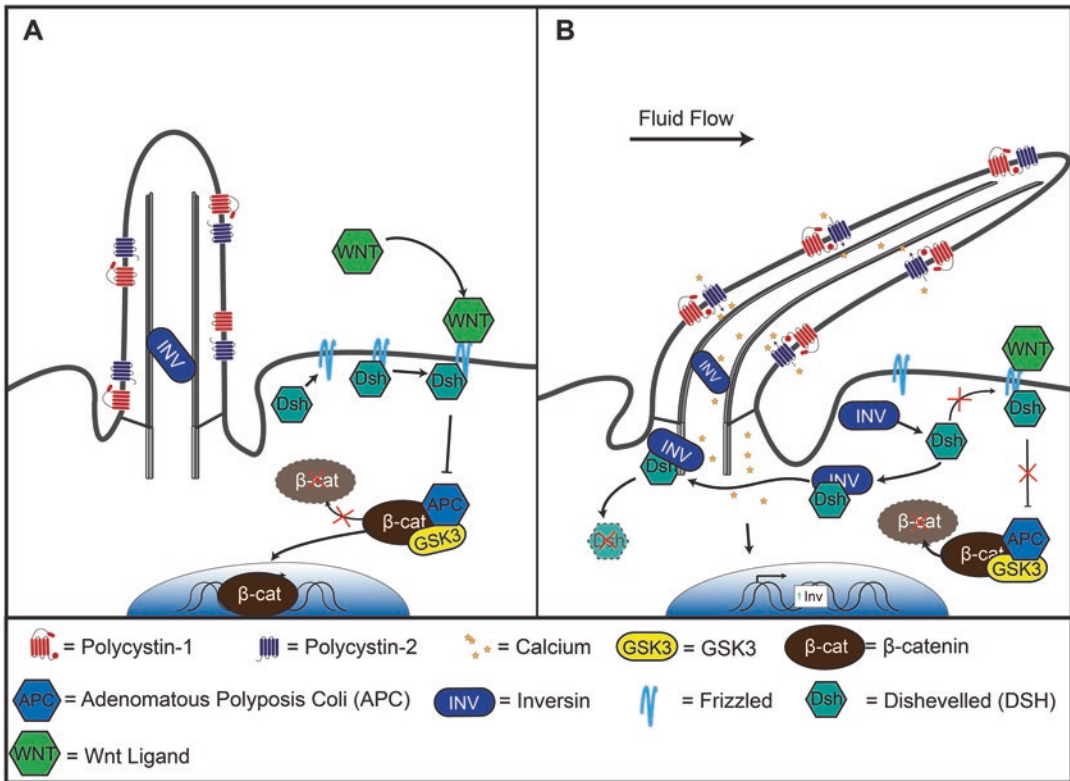 A
INV
WNT
WNT
Dsh
Dsh
Dsh
β-cat
β-cat
APC
GSK3
β-cat
B
Fluid Flow
INV
WNT
INV
Dsh
Dsh
INV
Dsh
INV
Dsh
Dsh
β-cat
β-cat
APC
GSK3
↑ Inv
= Polycystin-1
= Polycystin-2
= Calcium
GSK3 = GSK3
β-cat = β-catenin
APC = Adenomatous Polyposis Coli (APC)
INV = Inversin
= Frizzled
Dsh = Dishevelled (DSH)
WNT = Wnt Ligand